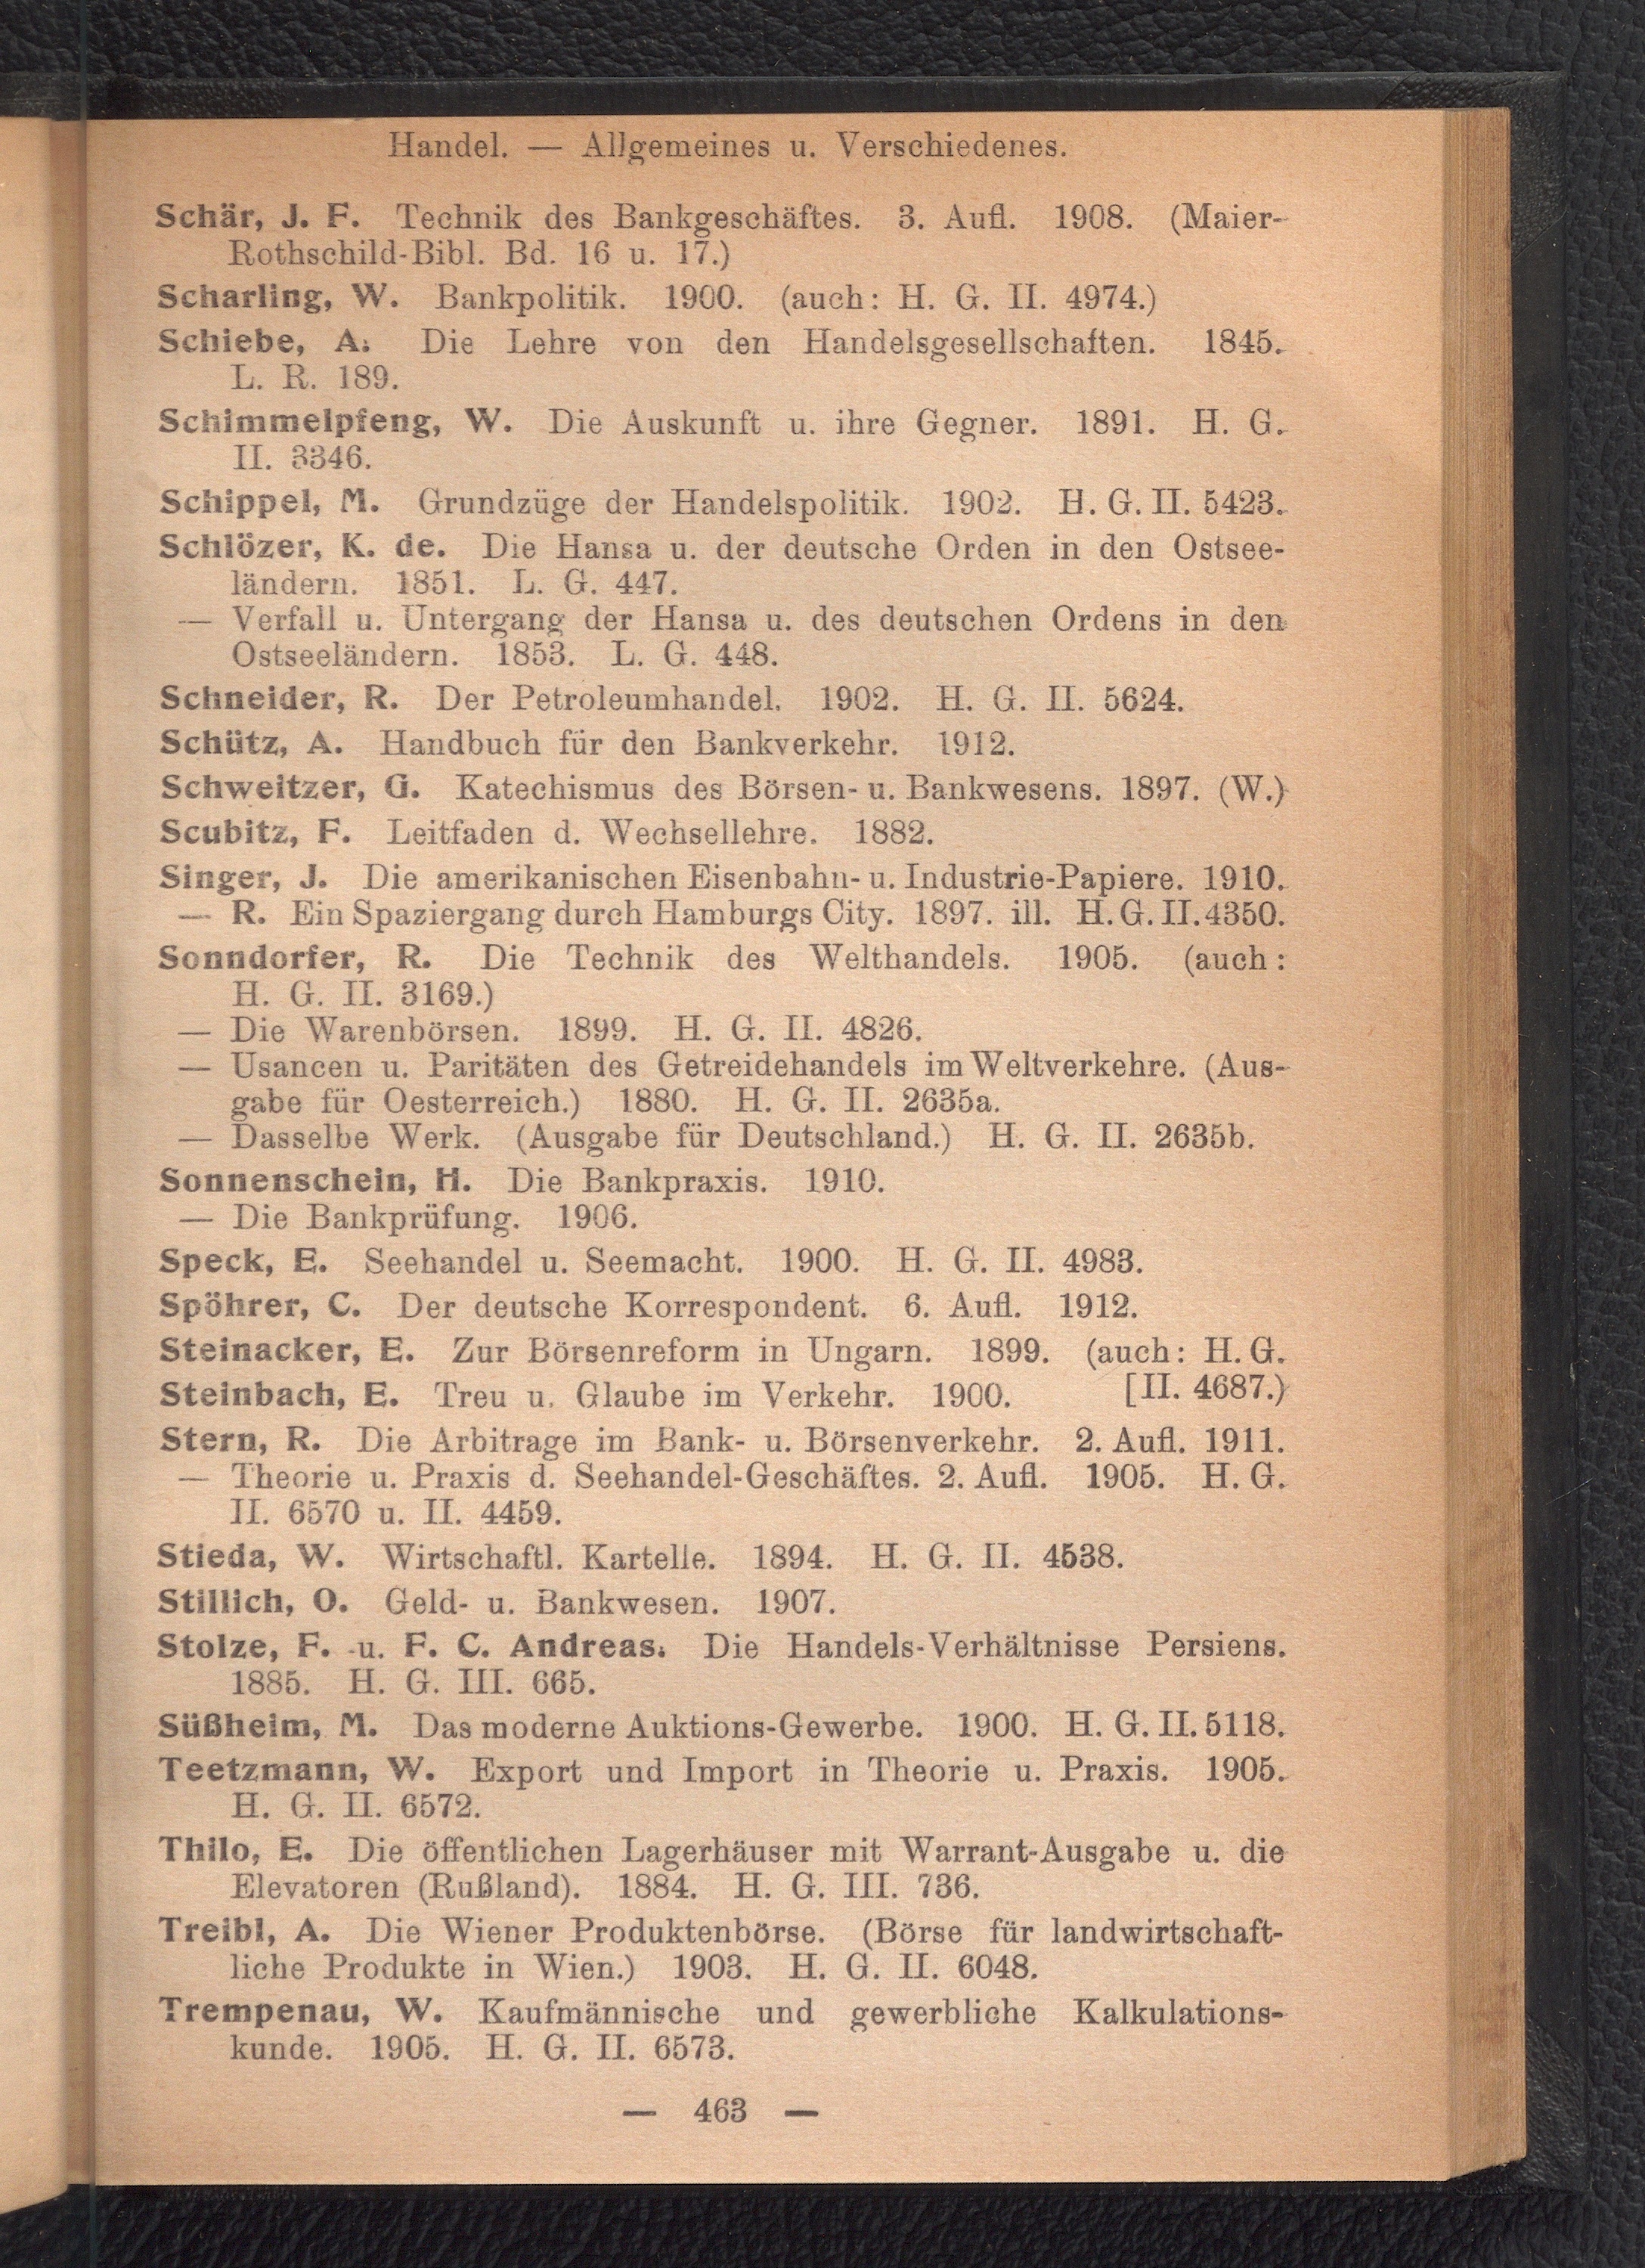 Handel. — Allgemeines u. Verschiedenes.
Schär, J. F. Technik des Bankgeschäftes. 3. Aufl. 1908. (Maier-
Rothschild-Bibl. Bd. 16 u. 17.)
Scharling, W. Bankpolitik. 1900. (auch: H. G. II. 4974.)
Schiebe, A. Die Lehre von den Handelsgesellschaften. 1845.
L. R. 189.
Schimmelpfeng, W. Die Auskunft u. ihre Gegner. 1891. H. G.
II. 3346.
Schippel, M. Grundzüge der Handelspolitik. 1902. H. G. II. 5423.
Schlözer, K. de. Die Hansa u. der deutsche Orden in den Ostsee-
ländern. 1851. L. G. 447.
— Verfall u. Untergang der Hansa u. des deutschen Ordens in den
Ostseeländern. 1853. L. G. 448.
Schneider, R. Der Petroleumhandel. 1902. H. G. II. 5624.
Schütz, A. Handbuch für den Bankverkehr. 1912.
Schweitzer, G. Katechismus des Börsen- u. Bankwesens. 1897. (W.)
Scubitz, F. Leitfaden d. Wechsellehre. 1882.
Singer, J. Die amerikanischen Eisenbahn- u. Industrie-Papiere. 1910.
— R. Ein Spaziergang durch Hamburgs City. 1897. ill. H. G. II. 4350.
Sonndorfer, R. Die Technik des Welthandels. 1905. (auch:
H. G. II. 3169.)
— Die Warenbörsen. 1899. H. G. II. 4826.
— Usancen u. Paritäten des Getreidehandels im Weltverkehre. (Aus-
gabe für Oesterreich.) 1880. H. G. II. 2635a.
— Dasselbe Werk. (Ausgabe für Deutschland.) H. G. II. 2635b.
Sonnenschein, H. Die Bankpraxis. 1910.
— Die Bankprüfung. 1906.
Speck, E. Seehandel u. Seemacht. 1900. H. G. II. 4983.
Spöhrer, C. Der deutsche Korrespondent. 6. Aufl. 1912.
Steinacker, E. Zur Börsenreform in Ungarn. 1899. (auch: H. G.
Steinbach, E. Treu u. Glaube im Verkehr. 1900. [II. 4687.)
Stern, R. Die Arbitrage im Bank- u. Börsenverkehr. 2. Aufl. 1911.
— Theorie u. Praxis d. Seehandel-Geschäftes. 2. Aufl. 1905. H. G.
II. 6570 u. II. 4459.
Stieda, W. Wirtschaftl. Kartelle. 1894. H. G. II. 4538.
Stillich, O. Geld- u. Bankwesen. 1907.
Stolze, F. u. F. C. Andreas. Die Handels-Verhältnisse Persiens.
1885. H. G. III. 665.
Süßheim, M. Das moderne Auktions-Gewerbe. 1900. H. G. II. 5118.
Teetzmann, W. Export und Import in Theorie u. Praxis. 1905.
H. G. II. 6572.
Thilo, E. Die öffentlichen Lagerhäuser mit Warrant-Ausgabe u. die
Elevatoren (Rußland). 1884. H. G. III. 736.
Treibl, A. Die Wiener Produktenbörse. (Börse für landwirtschaft-
liche Produkte in Wien.) 1903. H. G. II. 6048.
Trempenau, W. Kaufmännische und gewerbliche Kalkulations-
kunde. 1905. H. G. II. 6573.
— 463 —